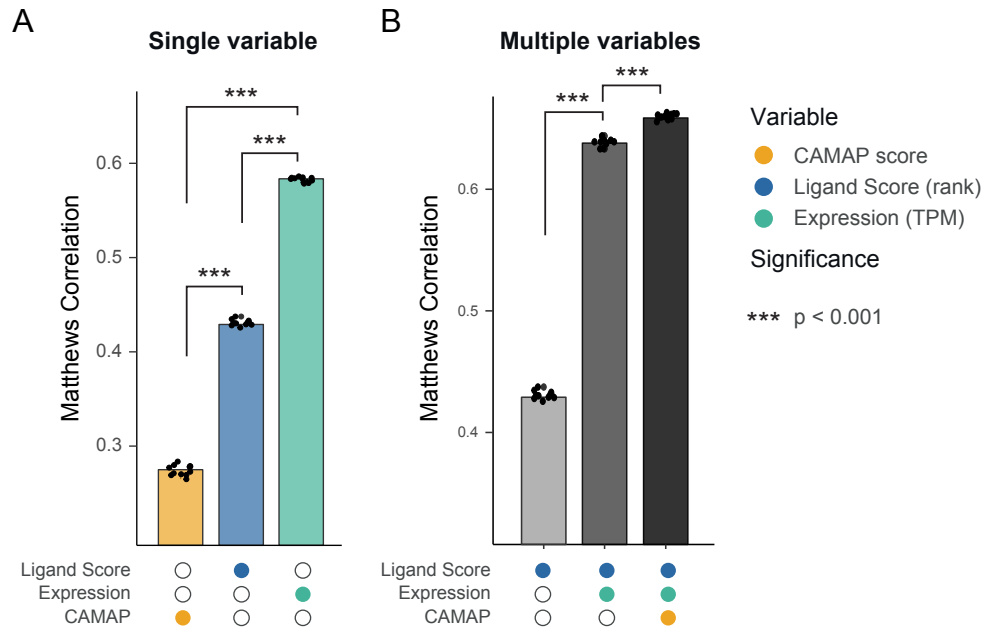 A
Single variable
Matthews Correlation
0.6
0.5
0.4
0.3
***
***
***
Ligand Score
Expression
CAMAP
B
Multiple variables
Matthews Correlation
0.6
0.5
0.4
***
***
Ligand Score
Expression
CAMAP
Variable
CAMAP score
Ligand Score (rank)
Expression (TPM)
Significance
*** p < 0.001